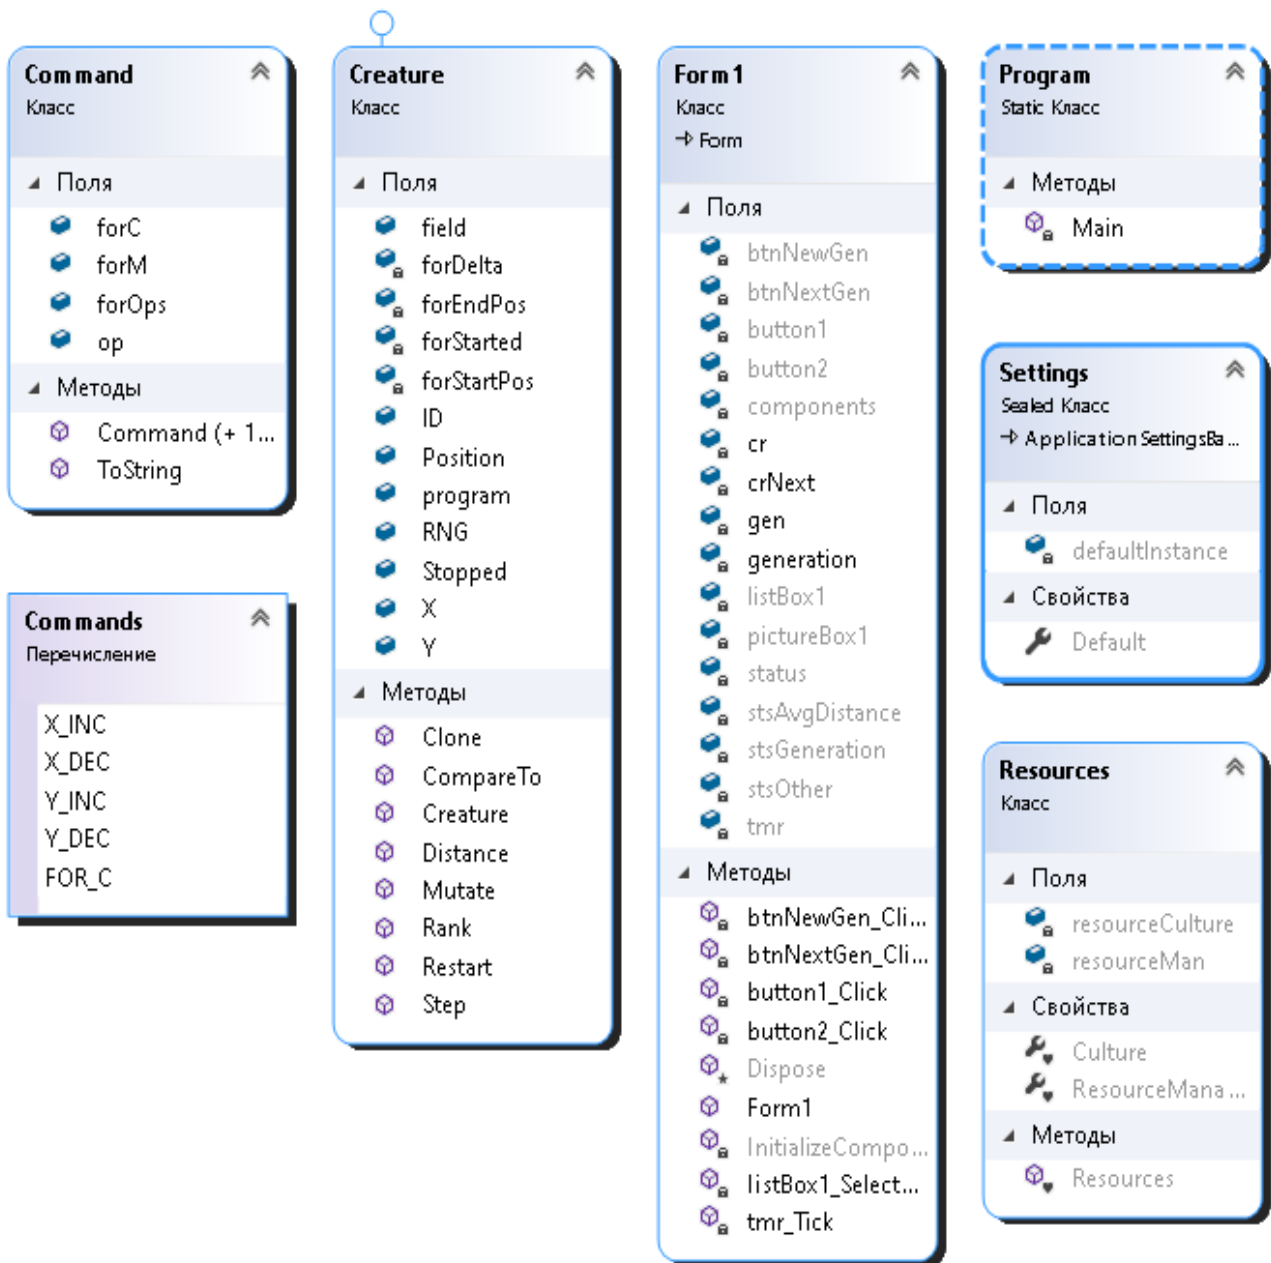 Command
Класс
Поля
forC
forM
forOps
op
Методы
Command (+ 1...
ToString
Commands
Перечисление
X_INC
X_DEC
Y_INC
Y_DEC
FOR_C
Creature
Класс
Поля
field
forDelta
forEndPos
forStarted
forStartPos
ID
Position
program
RNG
Stopped
X
Y
Методы
Clone
CompareTo
Creature
Distance
Mutate
Rank
Restart
Step
Form1
Класс
Form
Поля
btnNewGen
btnNextGen
button1
button2
components
cr
crNext
gen
generation
listBox1
pictureBox1
status
stsAvgDistance
stsGeneration
stsOther
tmr
Методы
btnNewGen_Cli...
btnNextGen_Cli...
button1_Click
button2_Click
Dispose
Form1
InitializeCompo...
listBox1_Select...
tmr_Tick
Program
Static Класс
Методы
Main
Settings
Sealed Класс
ApplicationSettingsBa...
Поля
defaultInstance
Свойства
Default
Resources
Класс
Поля
resourceCulture
resourceMan
Свойства
Culture
ResourceMana...
Методы
Resources